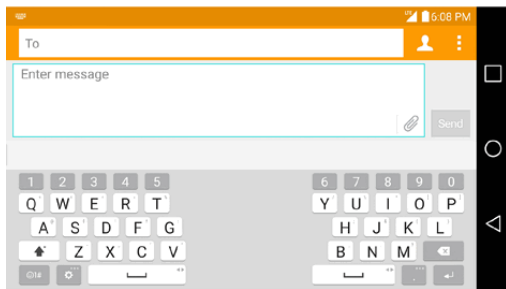 6:08 PM
To
Enter message
Send
1 2 3 4 5 6 7 8 9 0
Q W E R T Y U I O P
A S D F G H J K L
Z X C V B N M
.